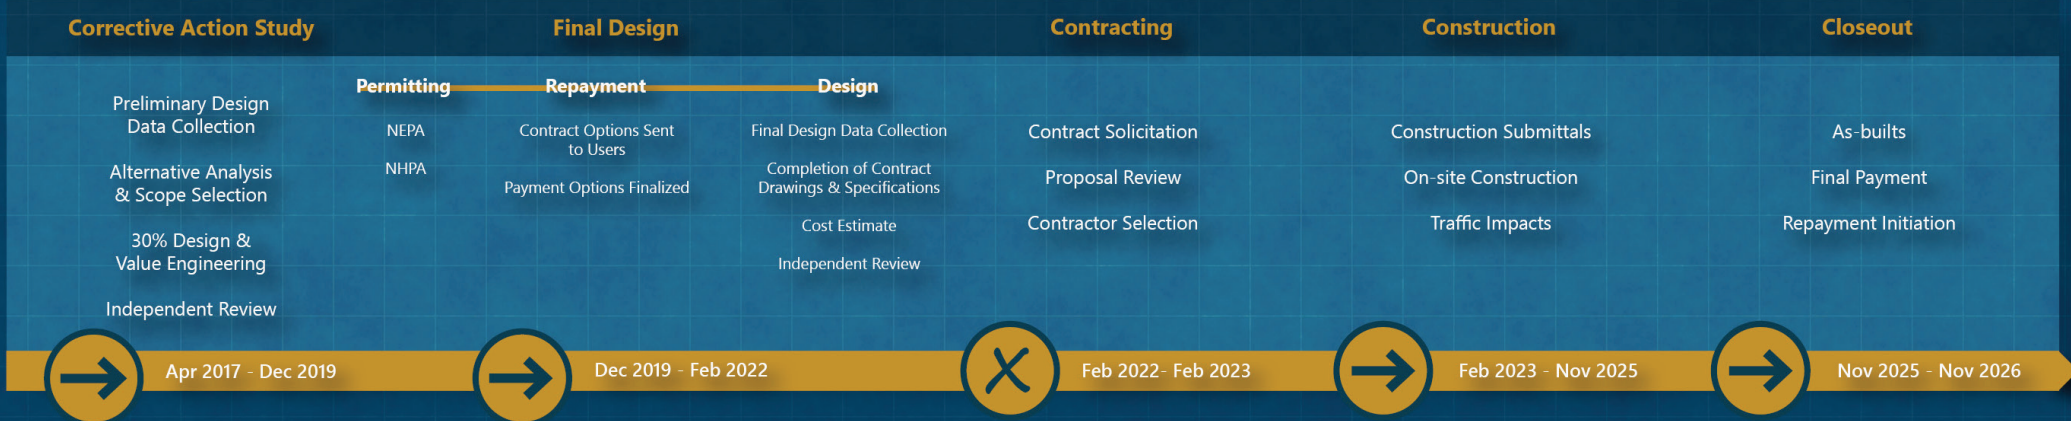 Corrective Action Study
Preliminary Design
Data Collection
Alternative Analysis
& Scope Selection
30% Design &
Value Engineering
Independent Review
Apr 2017 - Dec 2019
Final Design
Permitting
NEPA
NHPA
Repayment
Contract Options Sent
to Users
Payment Options Finalized
Design
Final Design Data Collection
Completion of Contract
Drawings & Specifications
Cost Estimate
Independent Review
Dec 2019 - Feb 2022
Contracting
Contract Solicitation
Proposal Review
Contractor Selection
X
Feb 2022- Feb 2023
Construction
Construction Submittals
On-site Construction
Traffic Impacts
Feb 2023 - Nov 2025
Closeout
As-builts
Final Payment
Repayment Initiation
Nov 2025 - Nov 2026